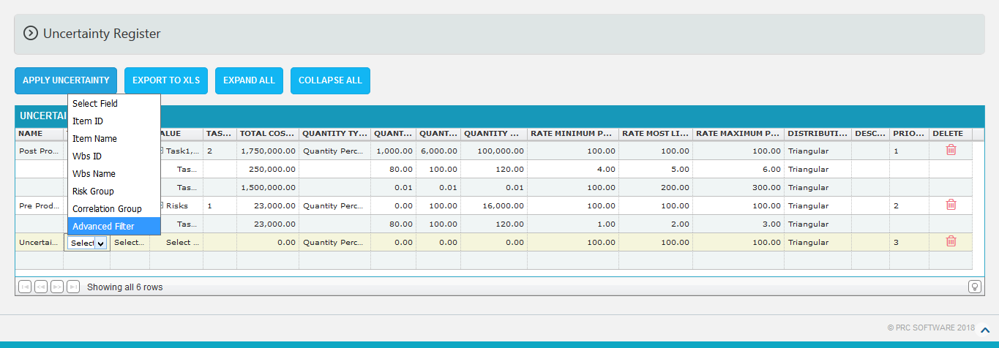 Uncertainty Register
APPLY UNCERTAINTY EXPORT TO XLS EXPAND ALL COLLAPSE ALL
Select Field
Item ID
Item Name
Wbs ID
Wbs Name
Risk Group
Correlation Group
Advanced Filter
UNCERTAI
NAME ALUE TAS... TOTAL COS... QUANTITY TY... QUANT... QUANT... QUANTITY ... RATE MINIMUM P... RATE MOST LI... RATE MAXIMUM P... DISTRIBUTI... DESC... PRIO... DELETE
Post Pro... Task1,... 2 1,750,000.00 Quantity Perc... 1,000.00 6,000.00 100,000.00 100.00 100.00 100.00 Triangular 1
Tas... 250,000.00 80.00 100.00 120.00 4.00 5.00 6.00 Triangular
Tas... 1,500,000.00 0.01 0.01 0.01 100.00 200.00 300.00 Triangular
Pre Prod... Risks 1 23,000.00 Quantity Perc... 0.00 100.00 16,000.00 100.00 100.00 100.00 Triangular 2
Tas... 23,000.00 80.00 100.00 120.00 1.00 2.00 3.00 Triangular
Uncertai... Select Select... Select ... 0.00 Quantity Perc... 0.00 0.00 0.00 100.00 100.00 100.00 Triangular 3
Showing all 6 rows
© PRC SOFTWARE 2018